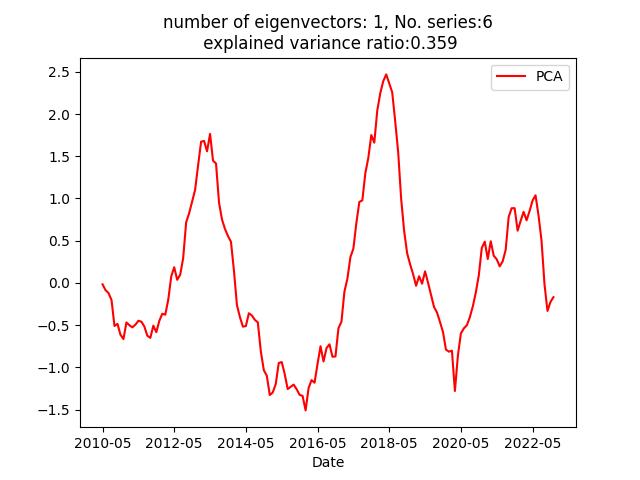 number of eigenvectors: 1, No. series:6
explained variance ratio:0.359
PCA
2.5
2.0
1.5
1.0
0.5
0.0
−0.5
−1.0
−1.5
2010-05 2012-05 2014-05 2016-05 2018-05 2020-05 2022-05
Date